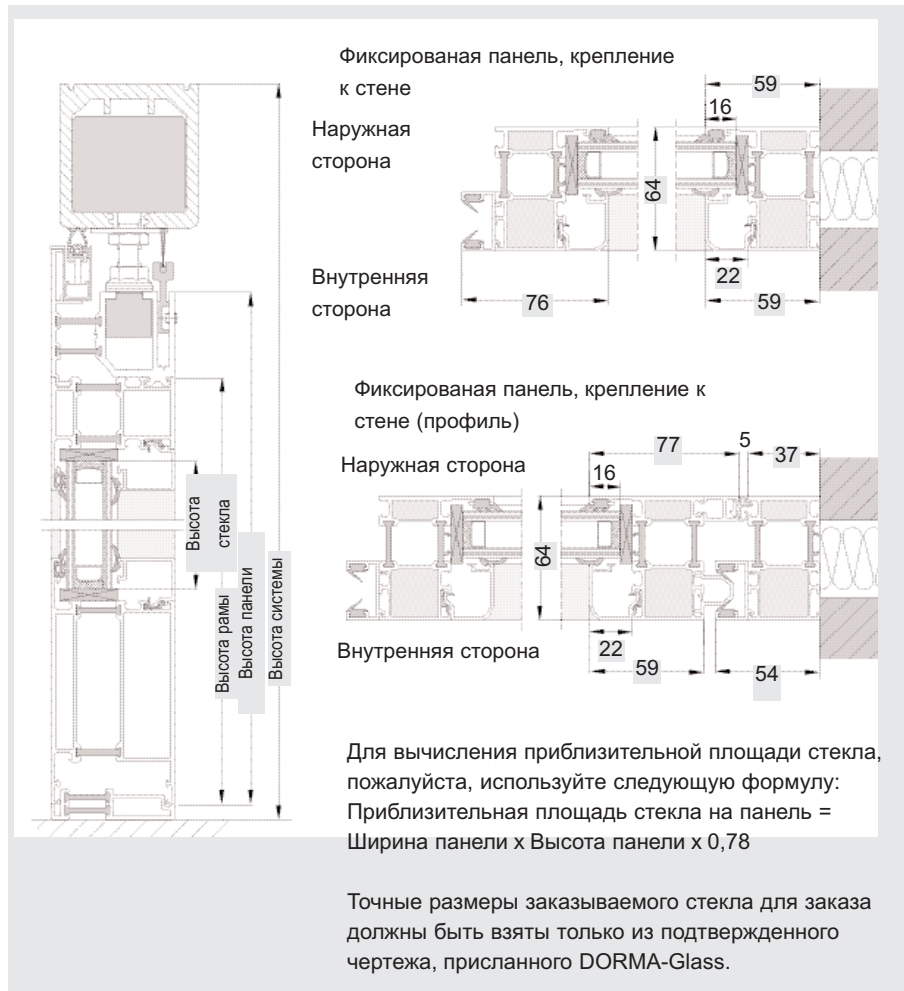 Фиксированая панель, крепление
к стене
59
16
Наружная
сторона
64
Внутренняя
сторона
22
76
59
Фиксированая панель, крепление к
стене (профиль)
77
5
37
Наружная сторона
16
64
Внутренняя сторона
22
59
54
Высота
стекла
Высота рамы
Высота панели
Высота системы
Для вычисления приблизительной площади стекла,
пожалуйста, используйте следующую формулу:
Приблизительная площадь стекла на панель =
Ширина панели x Высота панели x 0,78
Точные размеры заказываемого стекла для заказа
должны быть взяты только из подтвержденного
чертежа, присланного DORMA-Glass.